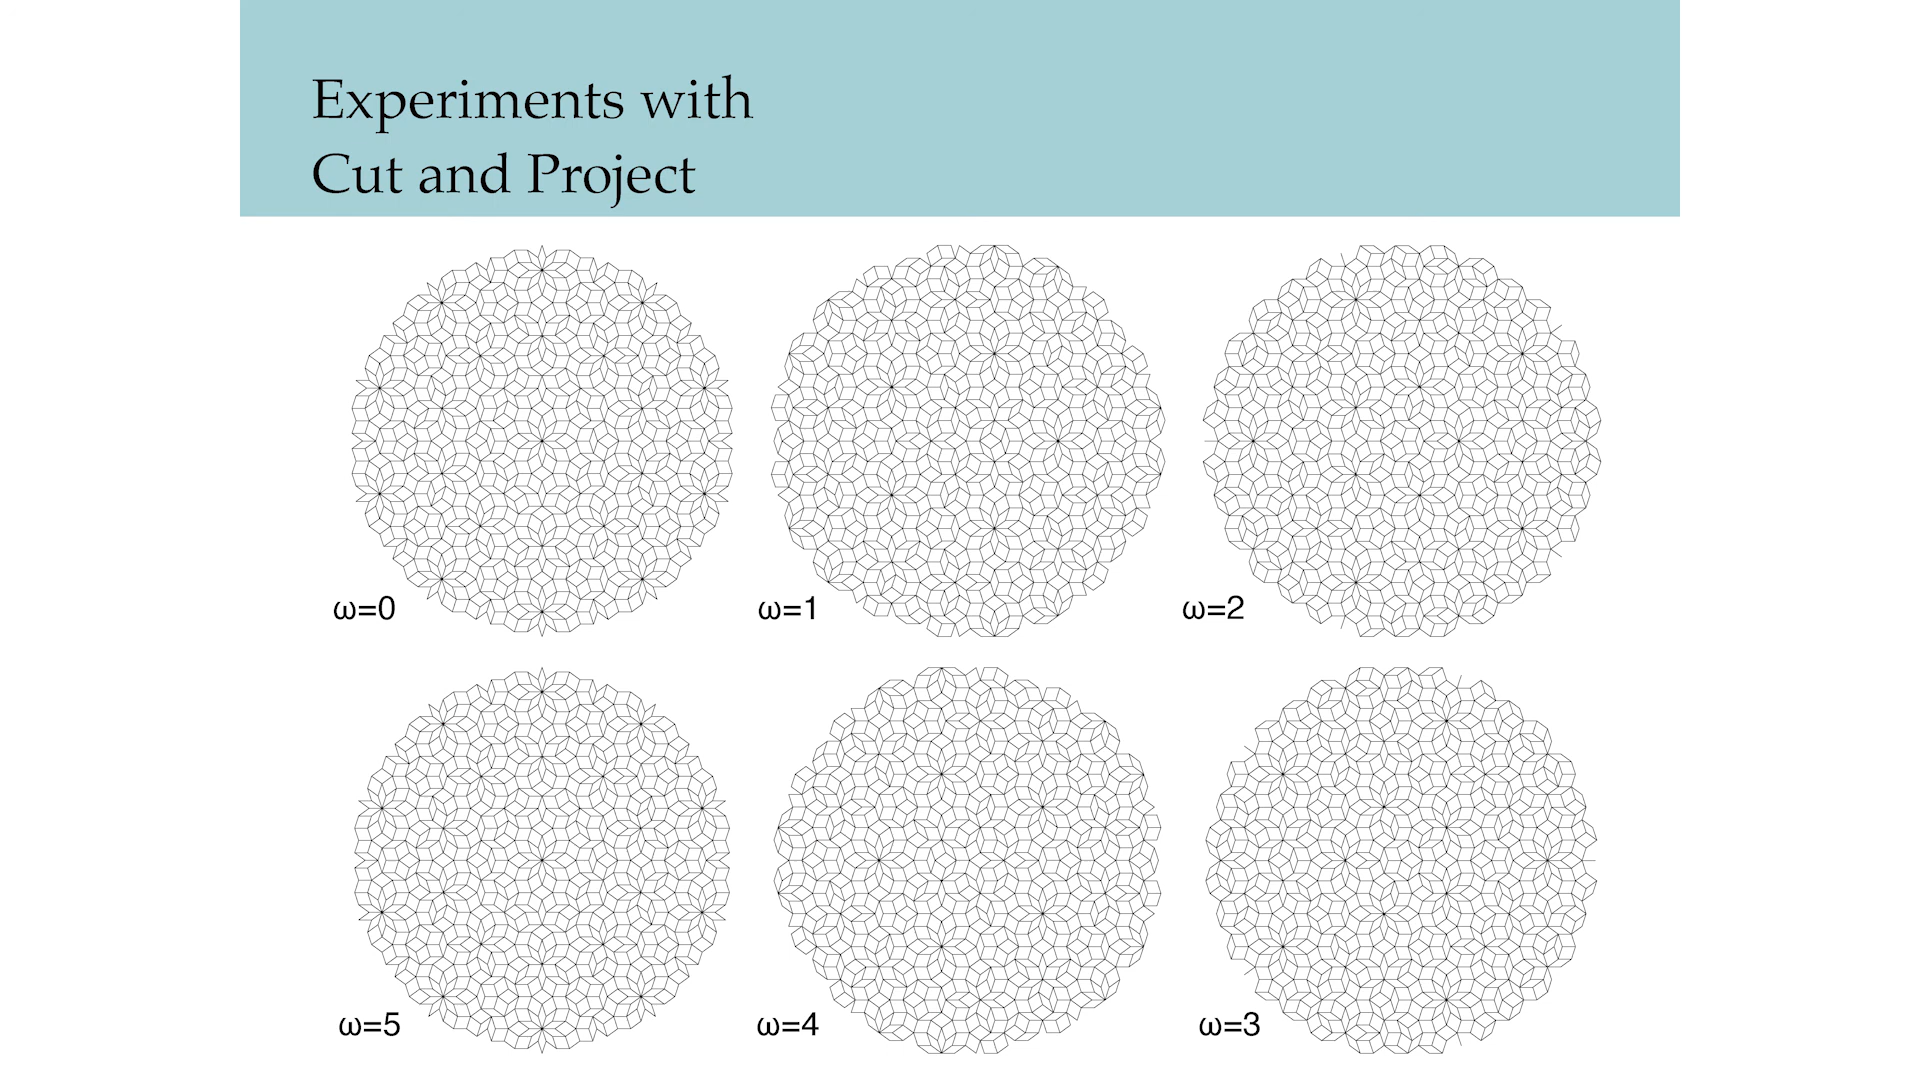 Experiments with
Cut and Project
ω=0
ω=1
ω=2
ω=5
ω=4
ω=3